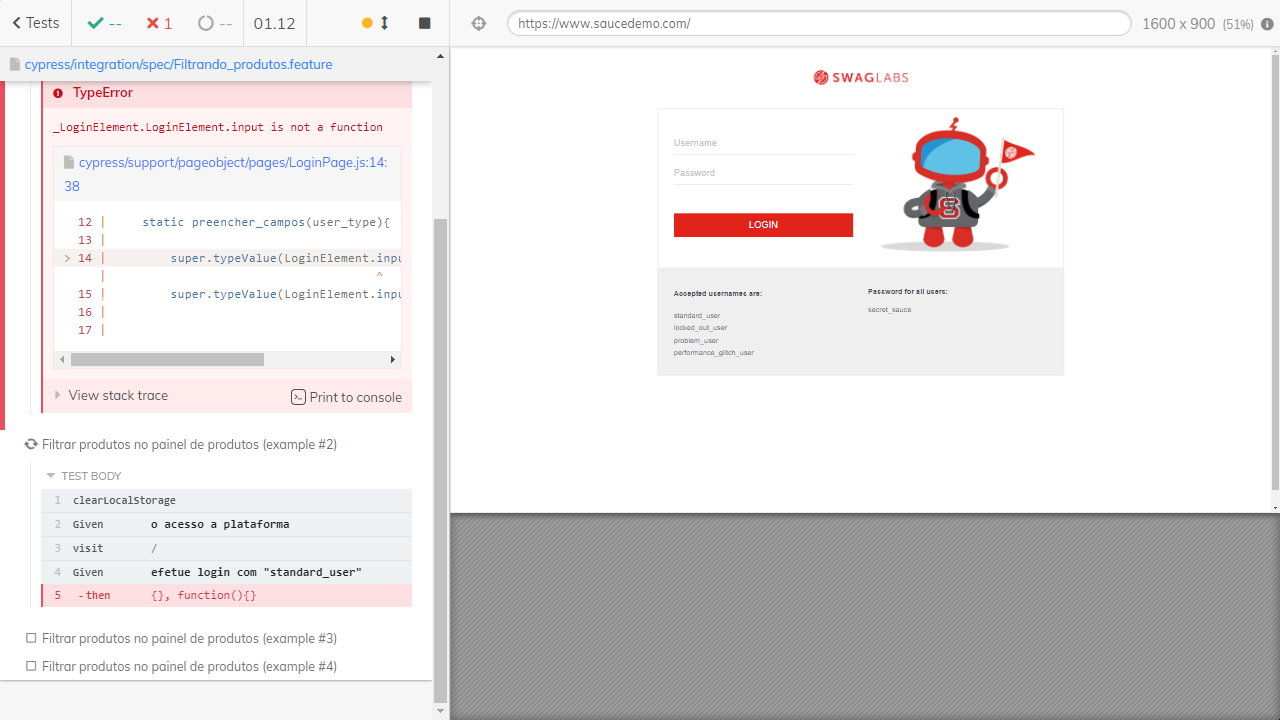 Tests
--
1
--
01.12
https://www.saucedemo.com/
1600 x 900 (51%)
cypress/integration/spec/Filtrando_produtos.feature
TypeError
_LoginElement.LoginElement.input is not a function
cypress/support/pageobject/pages/LoginPage.js:14:
38
12 | static preencher_campos(user_type){
13 |
> 14 | super.typeValue(LoginElement.inpu
| ^
15 | super.typeValue(LoginElement.inpu
16 |
17 |
View stack trace
Print to console
Filtrar produtos no painel de produtos (example #2)
TEST BODY
1 clearLocalStorage
2 Given o acesso a plataforma
3 visit /
4 Given efetue login com "standard_user"
5 -then {}, function(){}
Filtrar produtos no painel de produtos (example #3)
Filtrar produtos no painel de produtos (example #4)
SWAGLABS
Username
Password
LOGIN
Accepted usernames are:
standard_user
locked_out_user
problem_user
performance_glitch_user
Password for all users:
secret_sauce